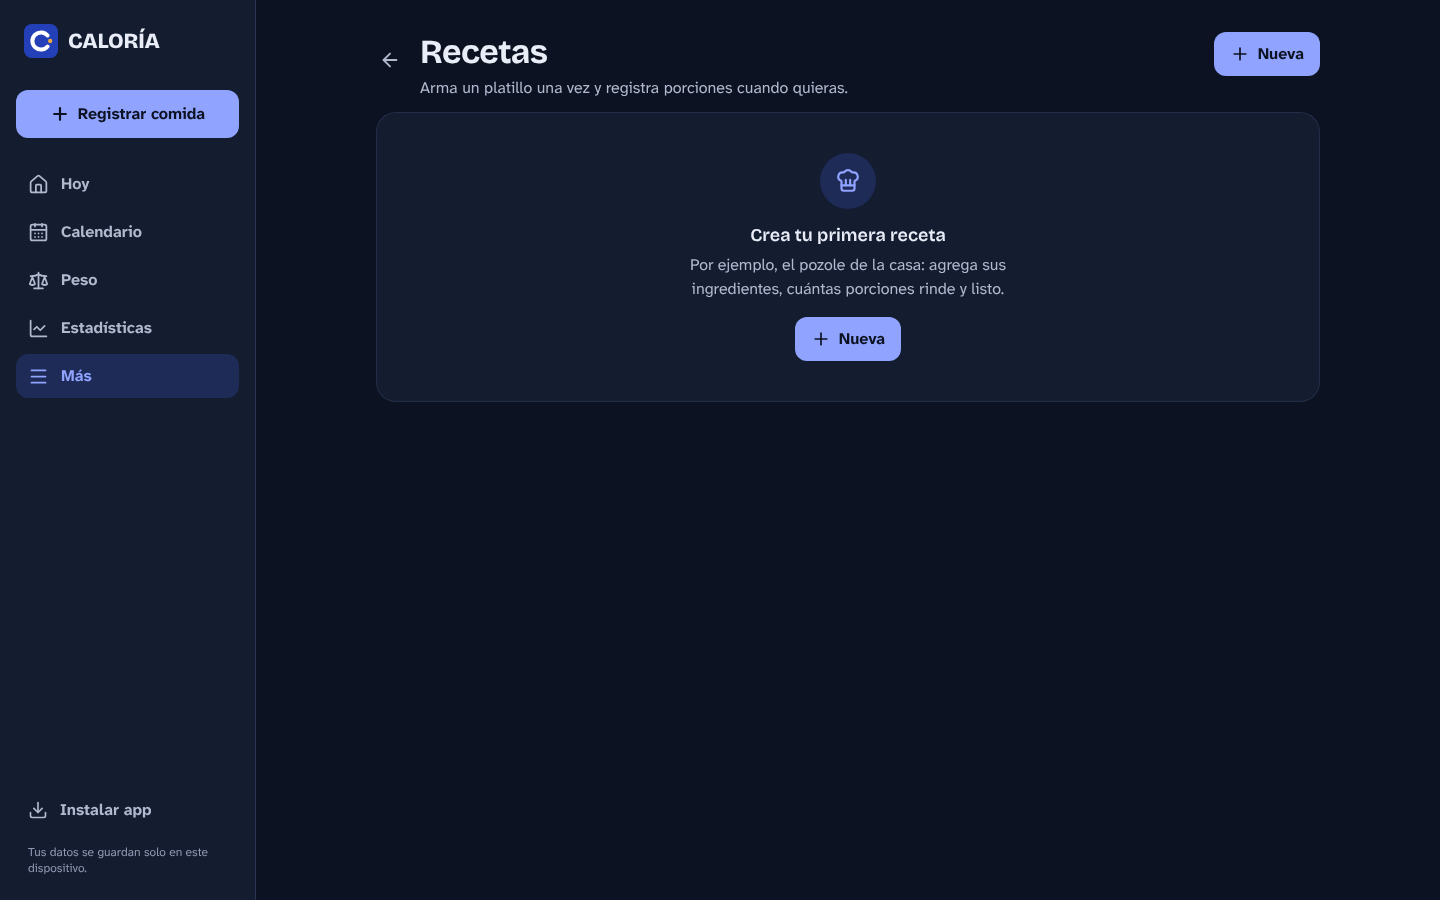 CALORÍA
Registrar comida
Hoy
Calendario
Peso
Estadísticas
Más
Instalar app
Tus datos se guardan solo en este
dispositivo.
Recetas
Arma un platillo una vez y registra porciones cuando quieras.
Nueva
Crea tu primera receta
Por ejemplo, el pozole de la casa: agrega sus
ingredientes, cuántas porciones rinde y listo.
Nueva